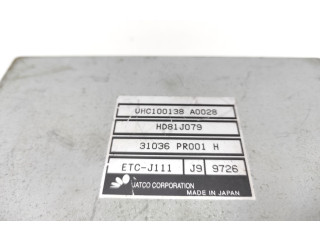 UHC100138 A0028
HD81J079
31036 PR001 H
ETC-J111 J9 9726
JATCO CORPORATION
MADE IN JAPAN